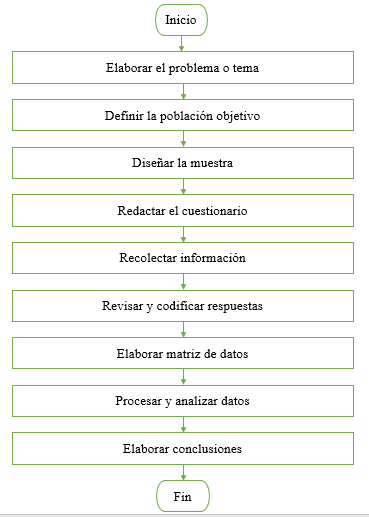 Inicio
Elaborar el problema o tema
Definir la población objetivo
Diseñar la muestra
Redactar el cuestionario
Recolectar información
Revisar y codificar respuestas
Elaborar matriz de datos
Procesar y analizar datos
Elaborar conclusiones
Fin